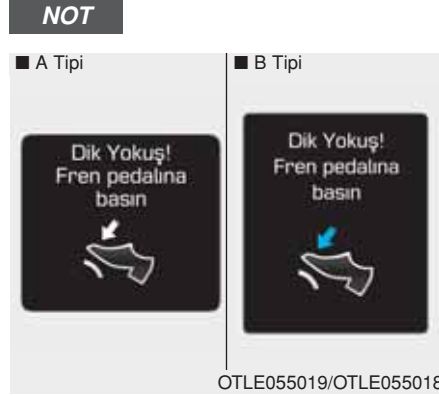 NOT
■ A Tipi
Dik Yokuş!
Fren pedalına
basın
■ B Tipi
Dik Yokuş!
Fren pedalına
basın
OTLE055019/OTLE055018